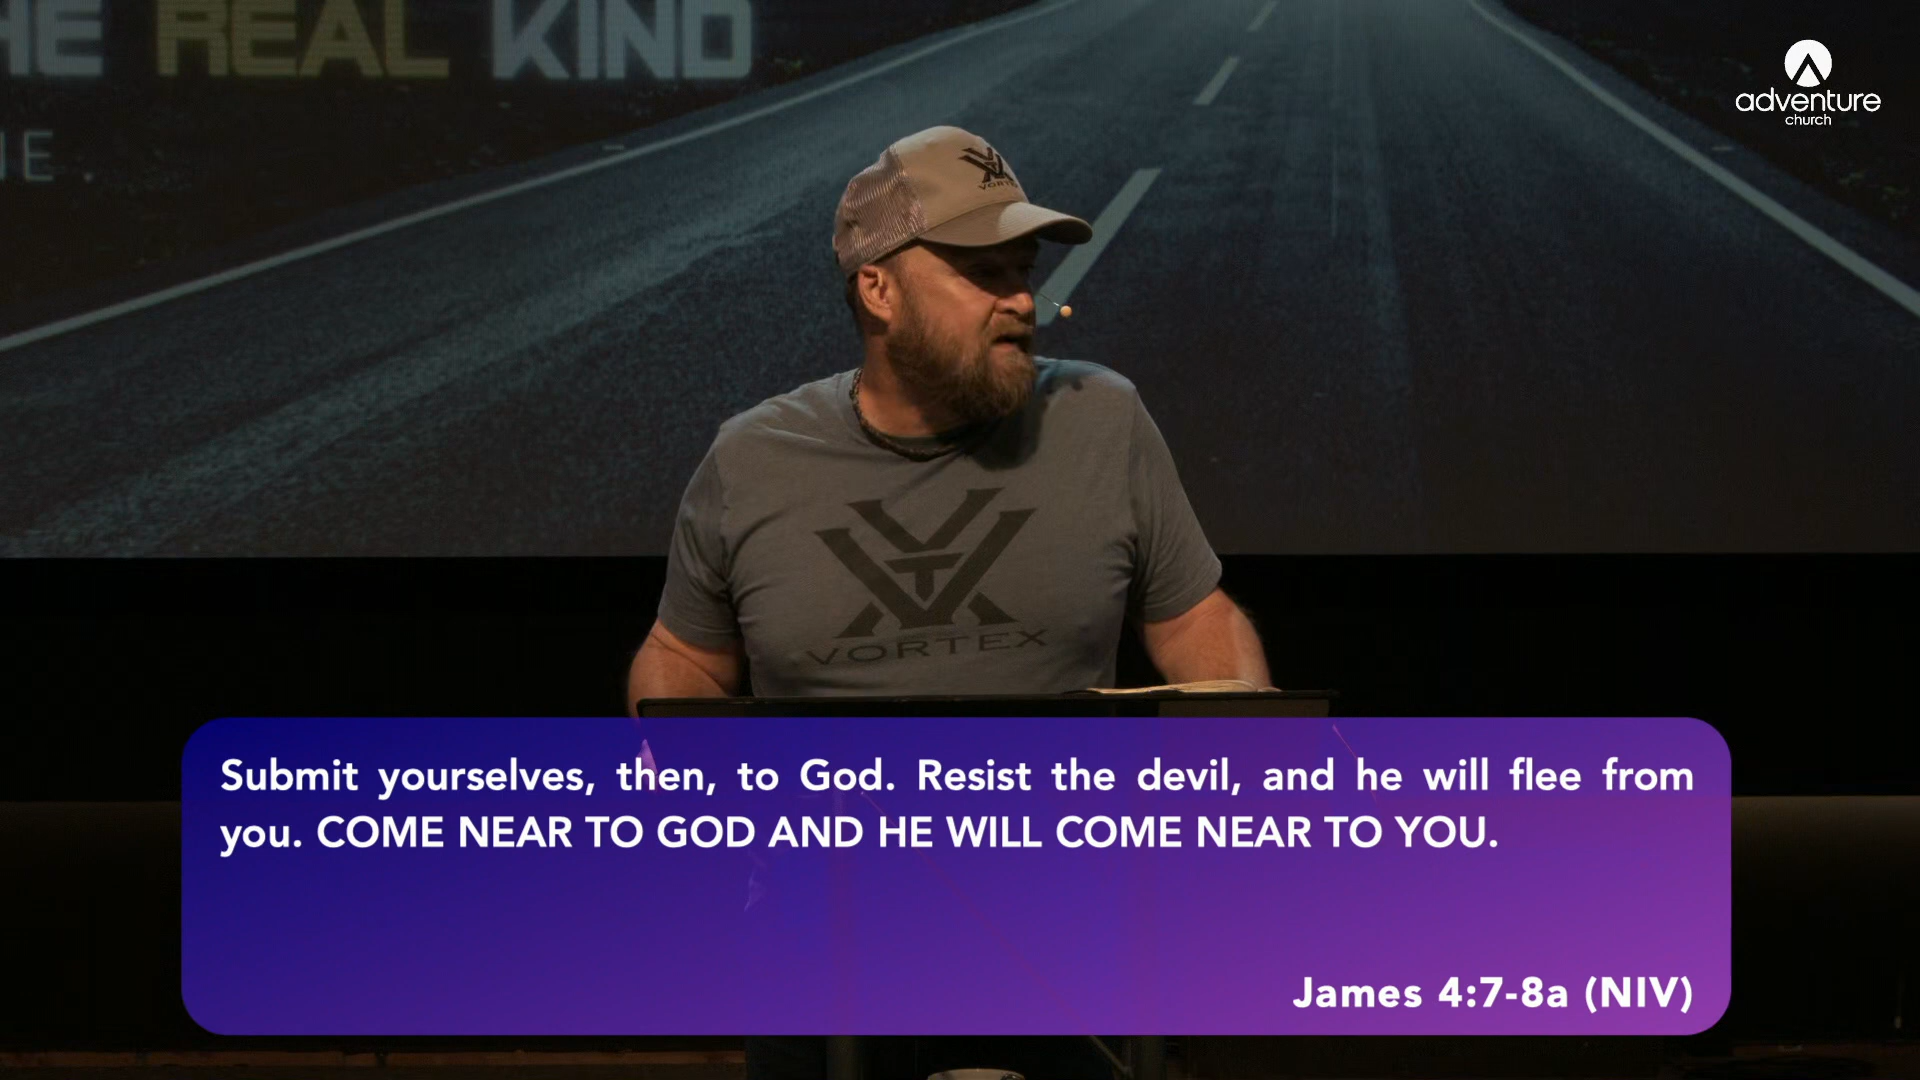 HE REAL KIND
NE.
adventure
church
VORTEX
VORTEX
Submit yourselves, then, to God. Resist the devil, and he will flee from
you. COME NEAR TO GOD AND HE WILL COME NEAR TO YOU.
James 4:7-8a (NIV)